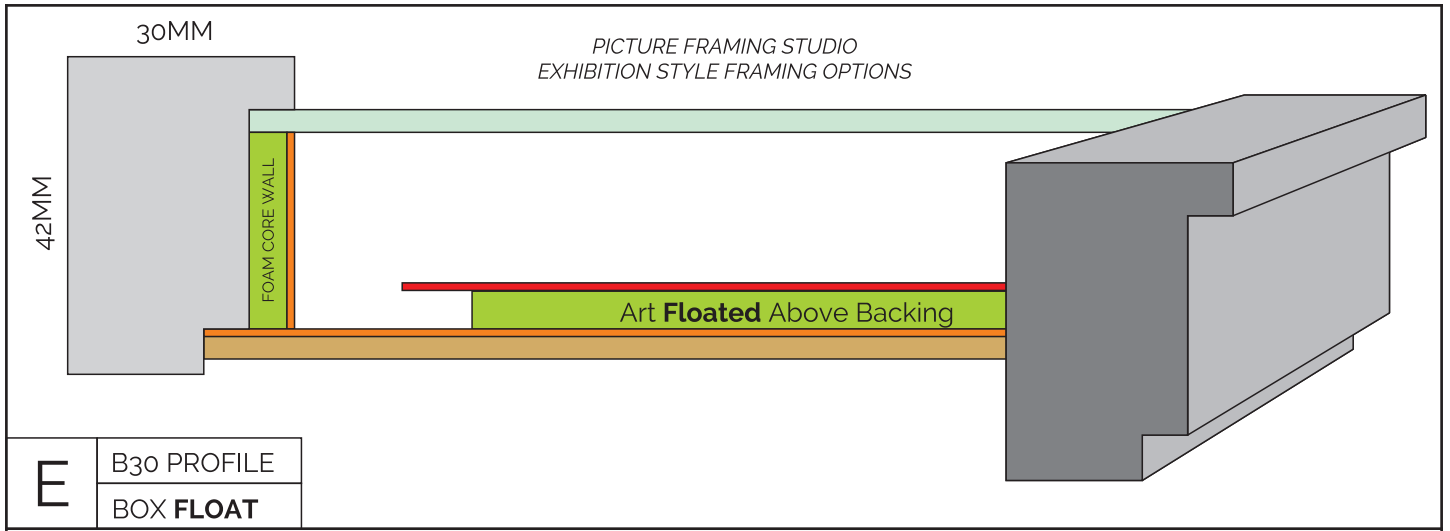 30MM
PICTURE FRAMING STUDIO
EXHIBITION STYLE FRAMING OPTIONS
42MM
FOAM CORE WALL
Art Floated Above Backing
E
B30 PROFILE
BOX FLOAT